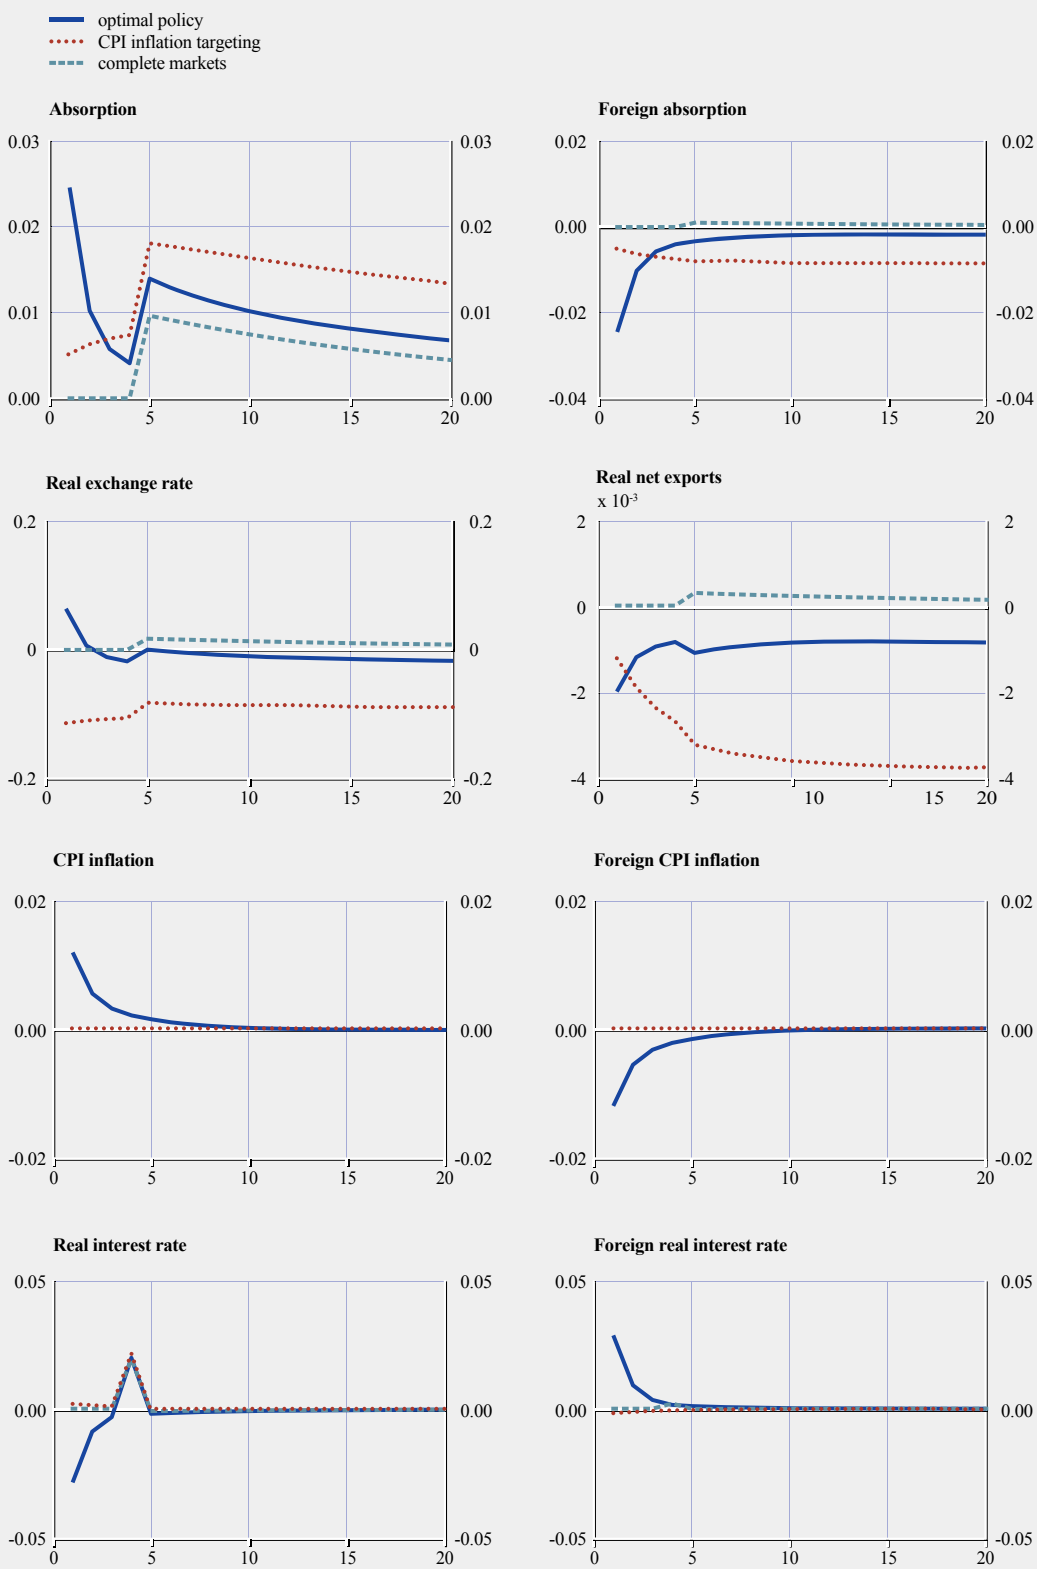 optimal policy
CPI inflation targeting
complete markets
Absorption
Foreign absorption
0.03
0.03
0.02
0.02
0.02
0.02
0.00
0.00
0.01
0.01
-0.02
-0.02
0.00
0.00
-0.04
-0.04
0 5 10 15 20
0 5 10 15 20
Real exchange rate
Real net exports
x 10-3
0.2
0.2
2
2
0
0
0
0
-2
-2
-0.2
-0.2
-4
-4
0 5 10 15 20
0 5 10 15 20
CPI inflation
Foreign CPI inflation
0.02
0.02
0.02
0.02
0.00
0.00
0.00
0.00
-0.02
-0.02
-0.02
-0.02
0 5 10 15 20
0 5 10 15 20
Real interest rate
Foreign real interest rate
0.05
0.05
0.05
0.05
0.00
0.00
0.00
0.00
-0.05
-0.05
-0.05
-0.05
0 5 10 15 20
0 5 10 15 20